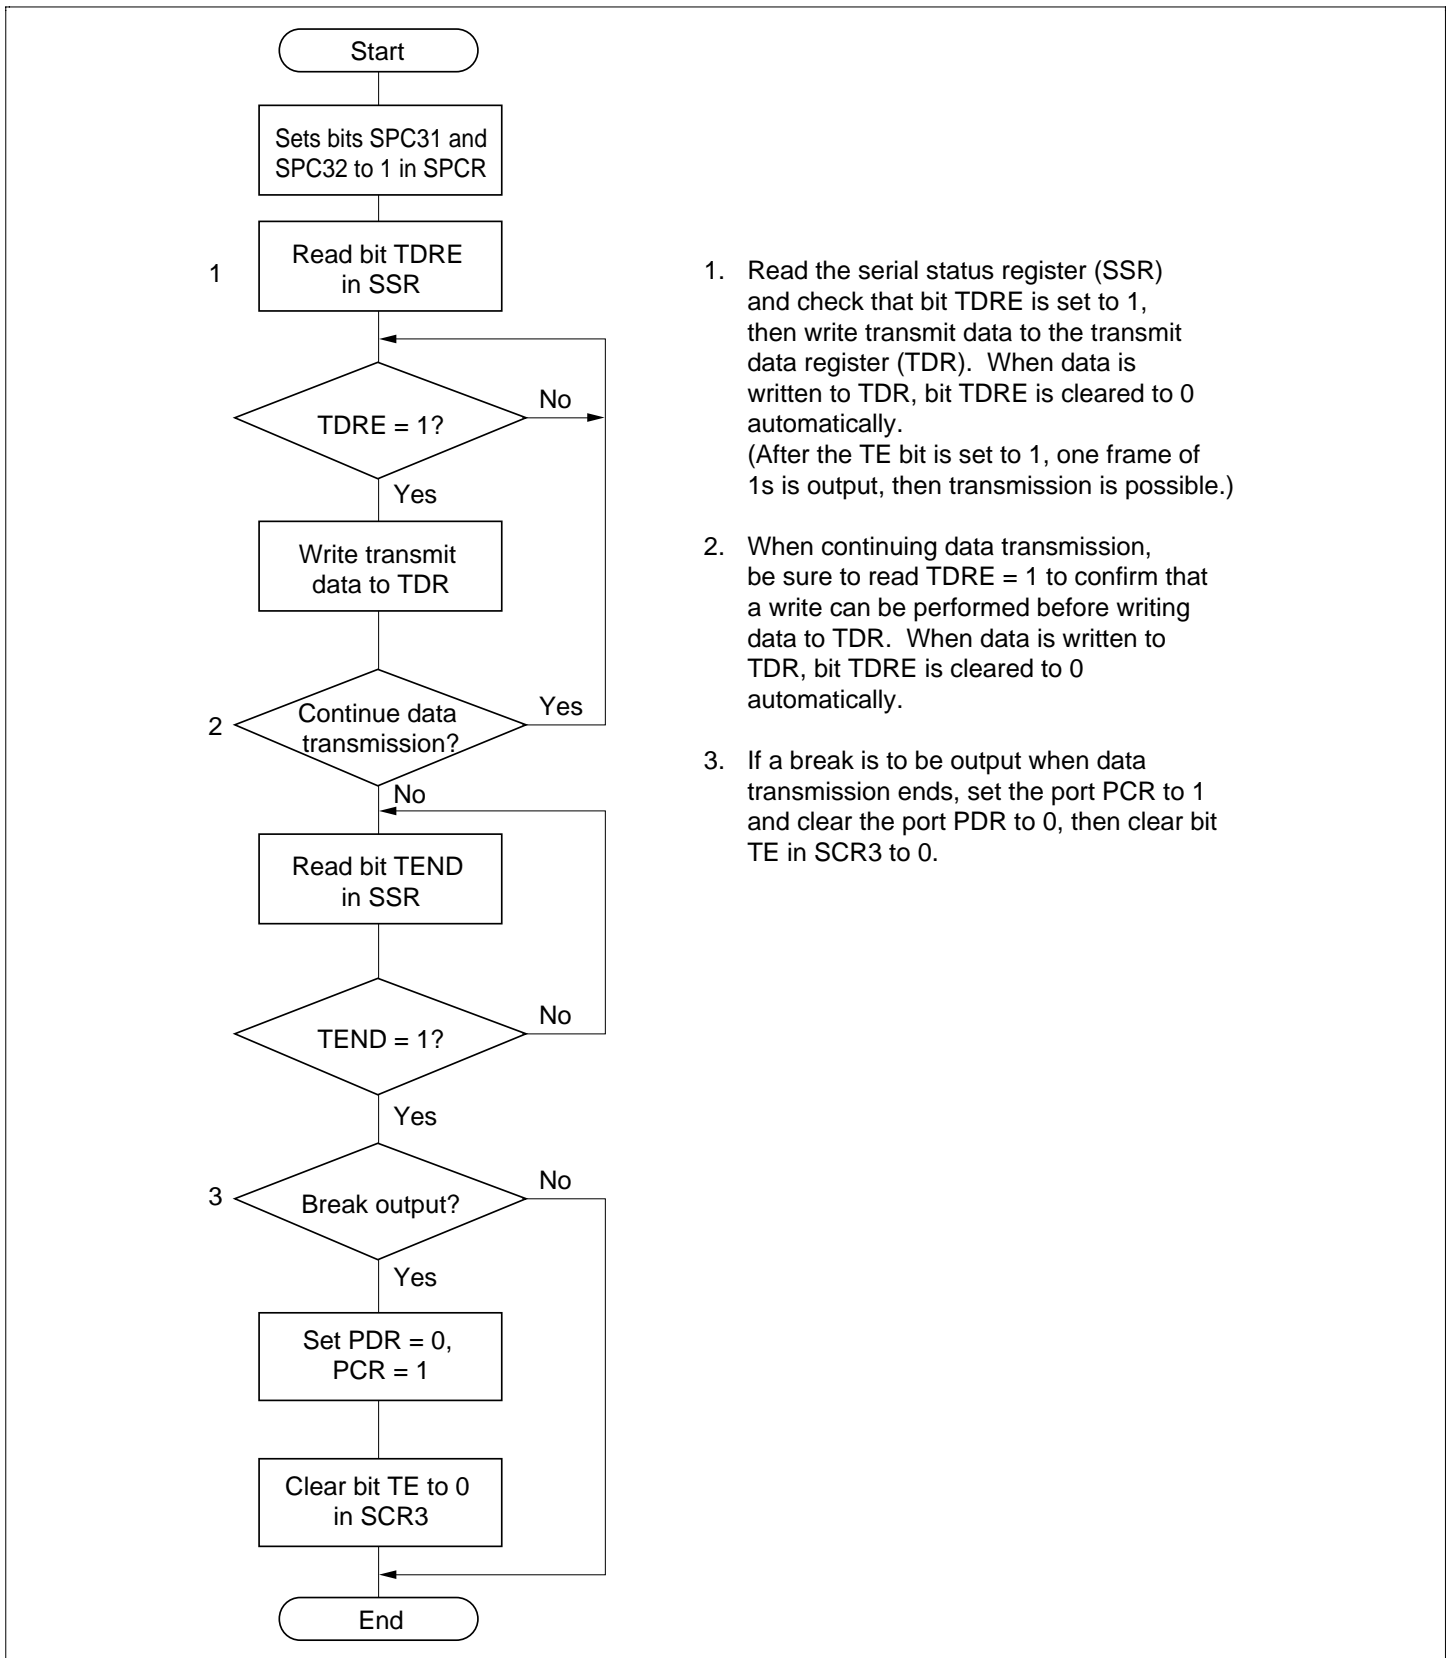 Start
Sets bits SPC31 and
SPC32 to 1 in SPCR
1
Read bit TDRE
in SSR
TDRE = 1?
No
Yes
Write transmit
data to TDR
2
Continue data
transmission?
Yes
No
Read bit TEND
in SSR
TEND = 1?
No
Yes
3
Break output?
No
Yes
Set PDR = 0,
PCR = 1
Clear bit TE to 0
in SCR3
End
1. Read the serial status register (SSR)
and check that bit TDRE is set to 1,
then write transmit data to the transmit
data register (TDR). When data is
written to TDR, bit TDRE is cleared to 0
automatically.
(After the TE bit is set to 1, one frame of
1s is output, then transmission is possible.)
2. When continuing data transmission,
be sure to read TDRE = 1 to confirm that
a write can be performed before writing
data to TDR. When data is written to
TDR, bit TDRE is cleared to 0
automatically.
3. If a break is to be output when data
transmission ends, set the port PCR to 1
and clear the port PDR to 0, then clear bit
TE in SCR3 to 0.